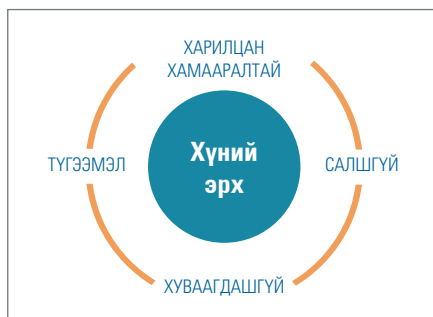 ХАРИЛЦАН
ХАМААРАЛТАЙ
ТҮГЭЭМЭЛ
Хүний
эрх
САЛШГҮЙ
ХУВААГДАШГҮЙ